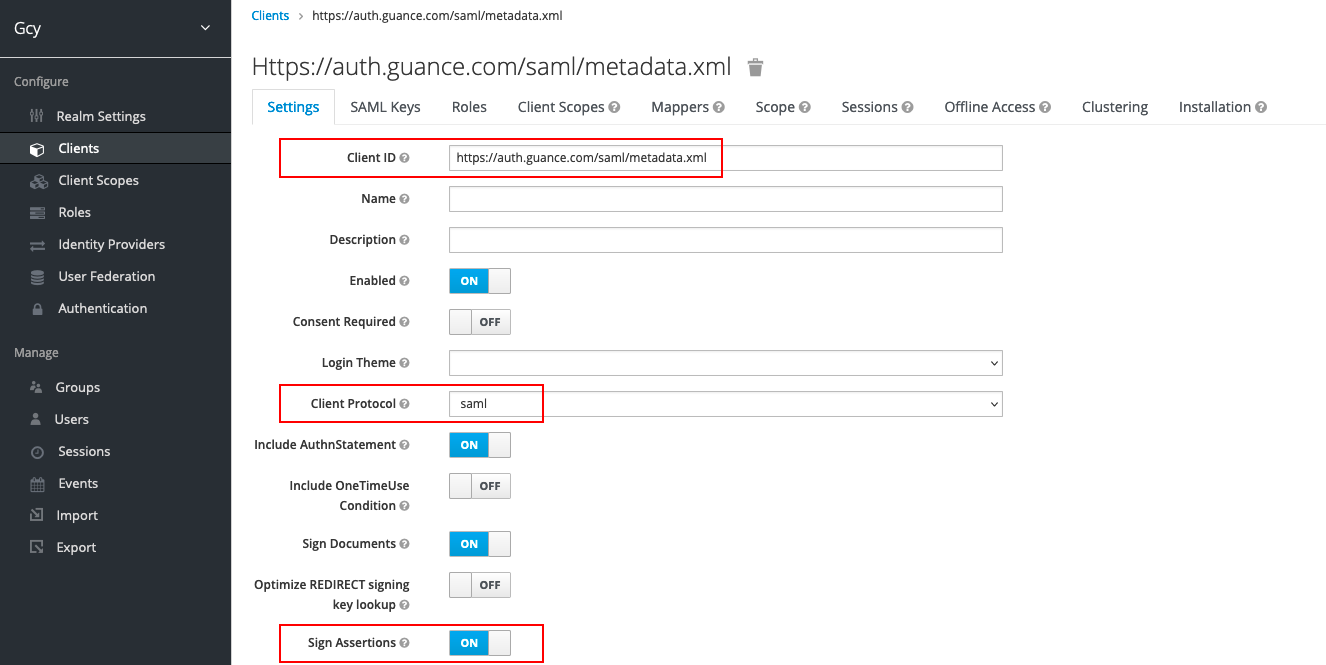 Gcy
Configure
Realm Settings
Clients
Client Scopes
Roles
Identity Providers
User Federation
Authentication
Manage
Groups
Users
Sessions
Events
Import
Export
Clients > https://auth.guance.com/saml/metadata.xml
Https://auth.guance.com/saml/metadata.xml
Settings SAML Keys Roles Client Scopes Mappers Scope Sessions Offline Access Clustering Installation
Client ID https://auth.guance.com/saml/metadata.xml
Name
Description
Enabled ON
Consent Required OFF
Login Theme
Client Protocol saml
Include AuthnStatement ON
Include OneTimeUse OFF
Condition
Sign Documents ON
Optimize REDIRECT signing OFF
key lookup
Sign Assertions ON